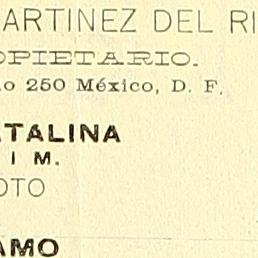 ARTINEZ DEL RI
OPIETARIO.
o 250 México, D. F.
ATALINA
I M.
OTO
AMO